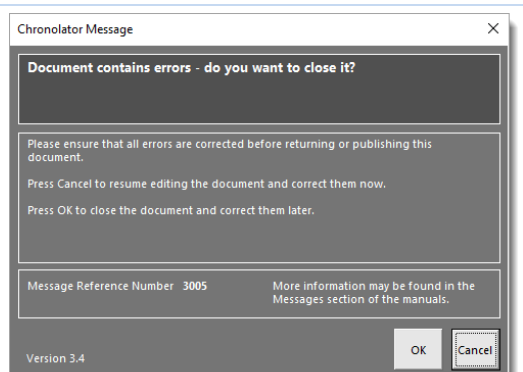 Chronolator Message
Document contains errors - do you want to close it?
Please ensure that all errors are corrected before returning or publishing this
document.
Press Cancel to resume editing the document and correct them now.
Press OK to close the document and correct them later.
Message Reference Number 3005
More information may be found in the
Messages section of the manuals.
Version 3.4
OK
Cancel